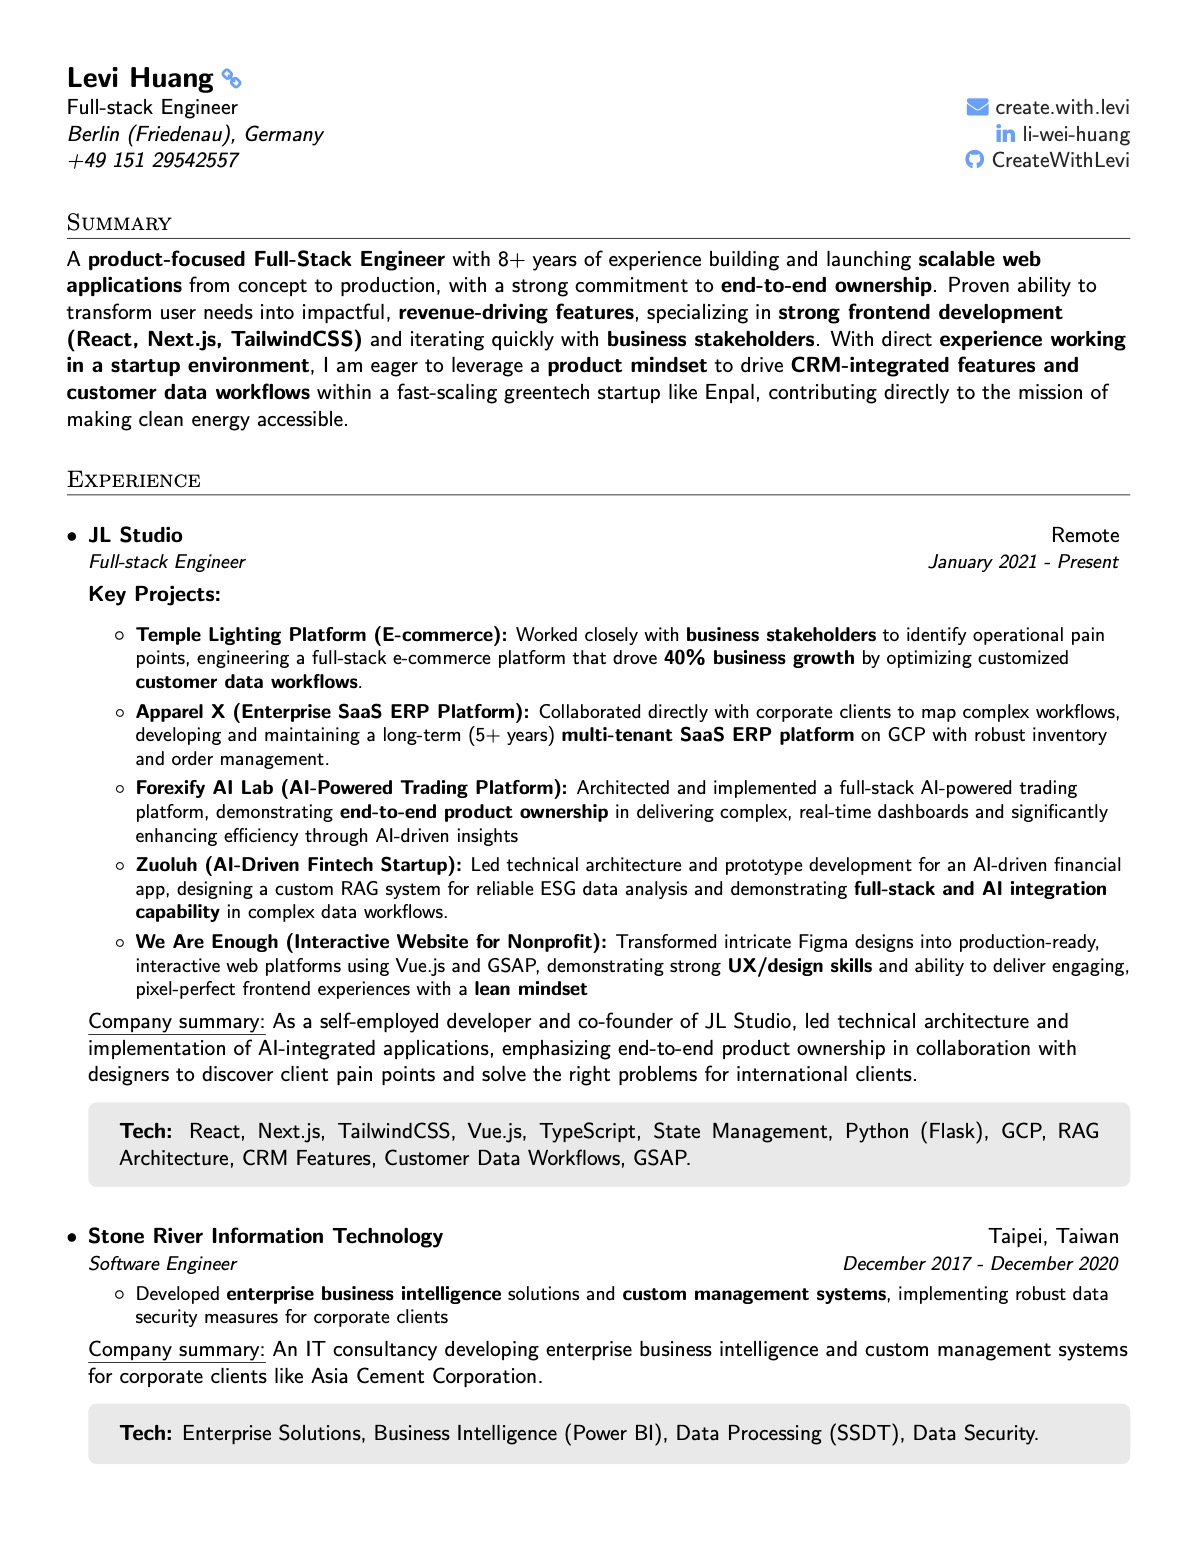 Levi Huang
Full-stack Engineer
create.with.levi
Berlin (Friedenau), Germany
li-wei-huang
+49 151 29542557
CreateWithLevi
Summary
A product-focused Full-Stack Engineer with 8+ years of experience building and launching scalable web
applications from concept to production, with a strong commitment to end-to-end ownership. Proven ability to
transform user needs into impactful, revenue-driving features, specializing in strong frontend development
(React, Next.js, TailwindCSS) and iterating quickly with business stakeholders. With direct experience working
in a startup environment, I am eager to leverage a product mindset to drive CRM-integrated features and
customer data workflows within a fast-scaling greentech startup like Enpal, contributing directly to the mission of
making clean energy accessible.
Experience
• JL Studio Remote
Full-stack Engineer January 2021 - Present
Key Projects:
◦ Temple Lighting Platform (E-commerce): Worked closely with business stakeholders to identify operational pain
points, engineering a full-stack e-commerce platform that drove 40% business growth by optimizing customized
customer data workflows.
◦ Apparel X (Enterprise SaaS ERP Platform): Collaborated directly with corporate clients to map complex workflows,
developing and maintaining a long-term (5+ years) multi-tenant SaaS ERP platform on GCP with robust inventory
and order management.
◦ Forexify AI Lab (AI-Powered Trading Platform): Architected and implemented a full-stack AI-powered trading
platform, demonstrating end-to-end product ownership in delivering complex, real-time dashboards and significantly
enhancing efficiency through AI-driven insights
◦ Zuoluh (AI-Driven Fintech Startup): Led technical architecture and prototype development for an AI-driven financial
app, designing a custom RAG system for reliable ESG data analysis and demonstrating full-stack and AI integration
capability in complex data workflows.
◦ We Are Enough (Interactive Website for Nonprofit): Transformed intricate Figma designs into production-ready,
interactive web platforms using Vue.js and GSAP, demonstrating strong UX/design skills and ability to deliver engaging,
pixel-perfect frontend experiences with a lean mindset
Company summary: As a self-employed developer and co-founder of JL Studio, led technical architecture and
implementation of AI-integrated applications, emphasizing end-to-end product ownership in collaboration with
designers to discover client pain points and solve the right problems for international clients.
Tech: React, Next.js, TailwindCSS, Vue.js, TypeScript, State Management, Python (Flask), GCP, RAG
Architecture, CRM Features, Customer Data Workflows, GSAP.
• Stone River Information Technology Taipei, Taiwan
Software Engineer December 2017 - December 2020
◦ Developed enterprise business intelligence solutions and custom management systems, implementing robust data
security measures for corporate clients
Company summary: An IT consultancy developing enterprise business intelligence and custom management systems
for corporate clients like Asia Cement Corporation.
Tech: Enterprise Solutions, Business Intelligence (Power BI), Data Processing (SSDT), Data Security.